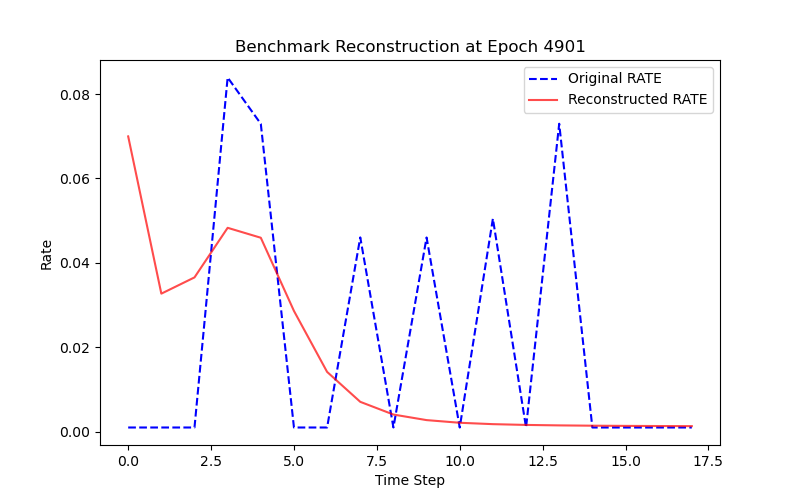 Benchmark Reconstruction at Epoch 4901
Original RATE
Reconstructed RATE
Rate
0.08
0.06
0.04
0.02
0.00
0.0 2.5 5.0 7.5 10.0 12.5 15.0 17.5
Time Step